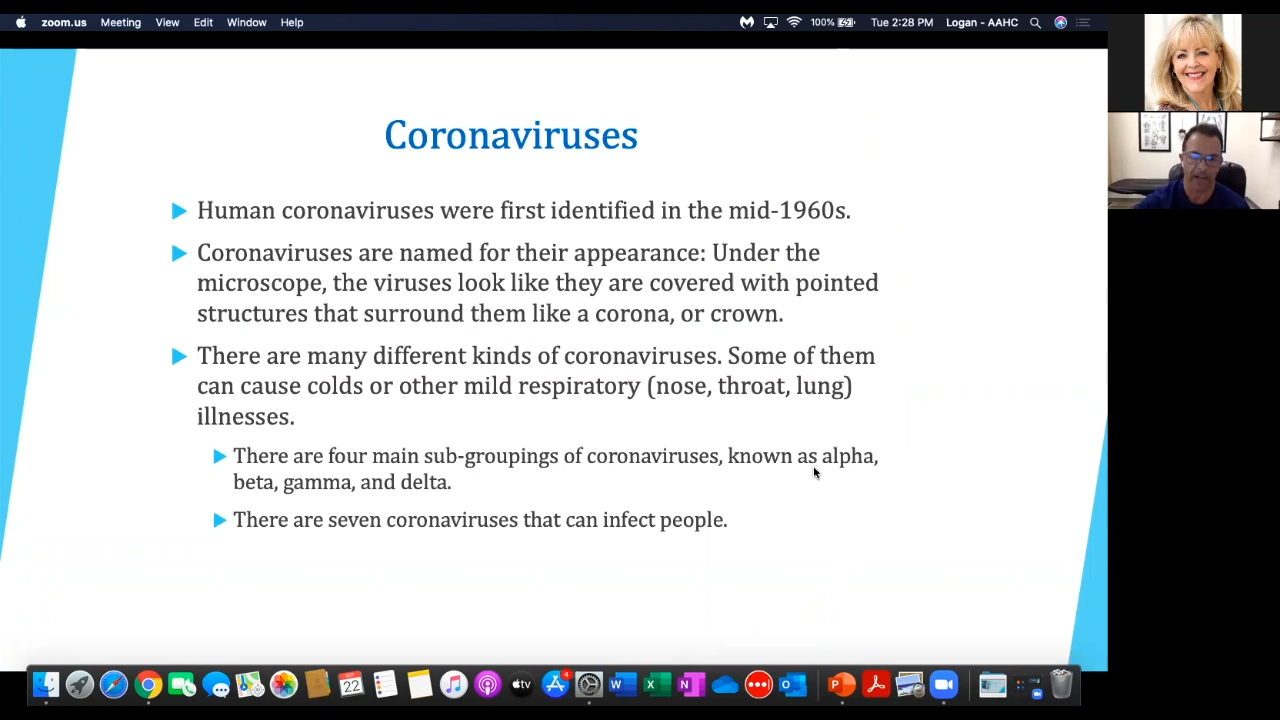 zoom.us Meeting View Edit Window Help 100% Tue 2:28 PM Logan - AAHC
Coronaviruses
Human coronaviruses were first identified in the mid-1960s.
Coronaviruses are named for their appearance: Under the
microscope, the viruses look like they are covered with pointed
structures that surround them like a corona, or crown.
There are many different kinds of coronaviruses. Some of them
can cause colds or other mild respiratory (nose, throat, lung)
illnesses.
There are four main sub-groupings of coronaviruses, known as alpha,
beta, gamma, and delta.
There are seven coronaviruses that can infect people.
SEP
22
tv
4
W
X
N
O
P